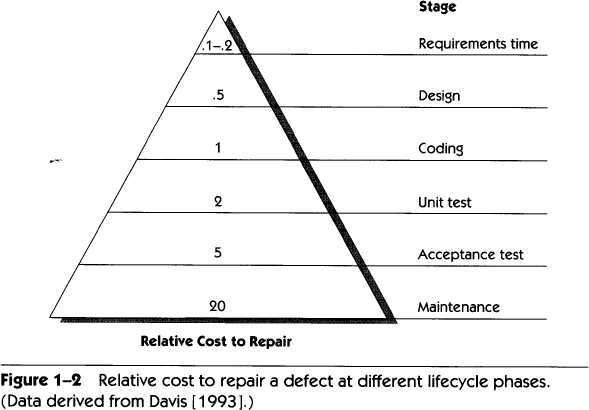 Stage
.1–.2 Requirements time
.5 Design
1 Coding
2 Unit test
5 Acceptance test
20 Maintenance
Relative Cost to Repair
Figure 1–2 Relative cost to repair a defect at different lifecycle phases.
(Data derived from Davis [1993].)